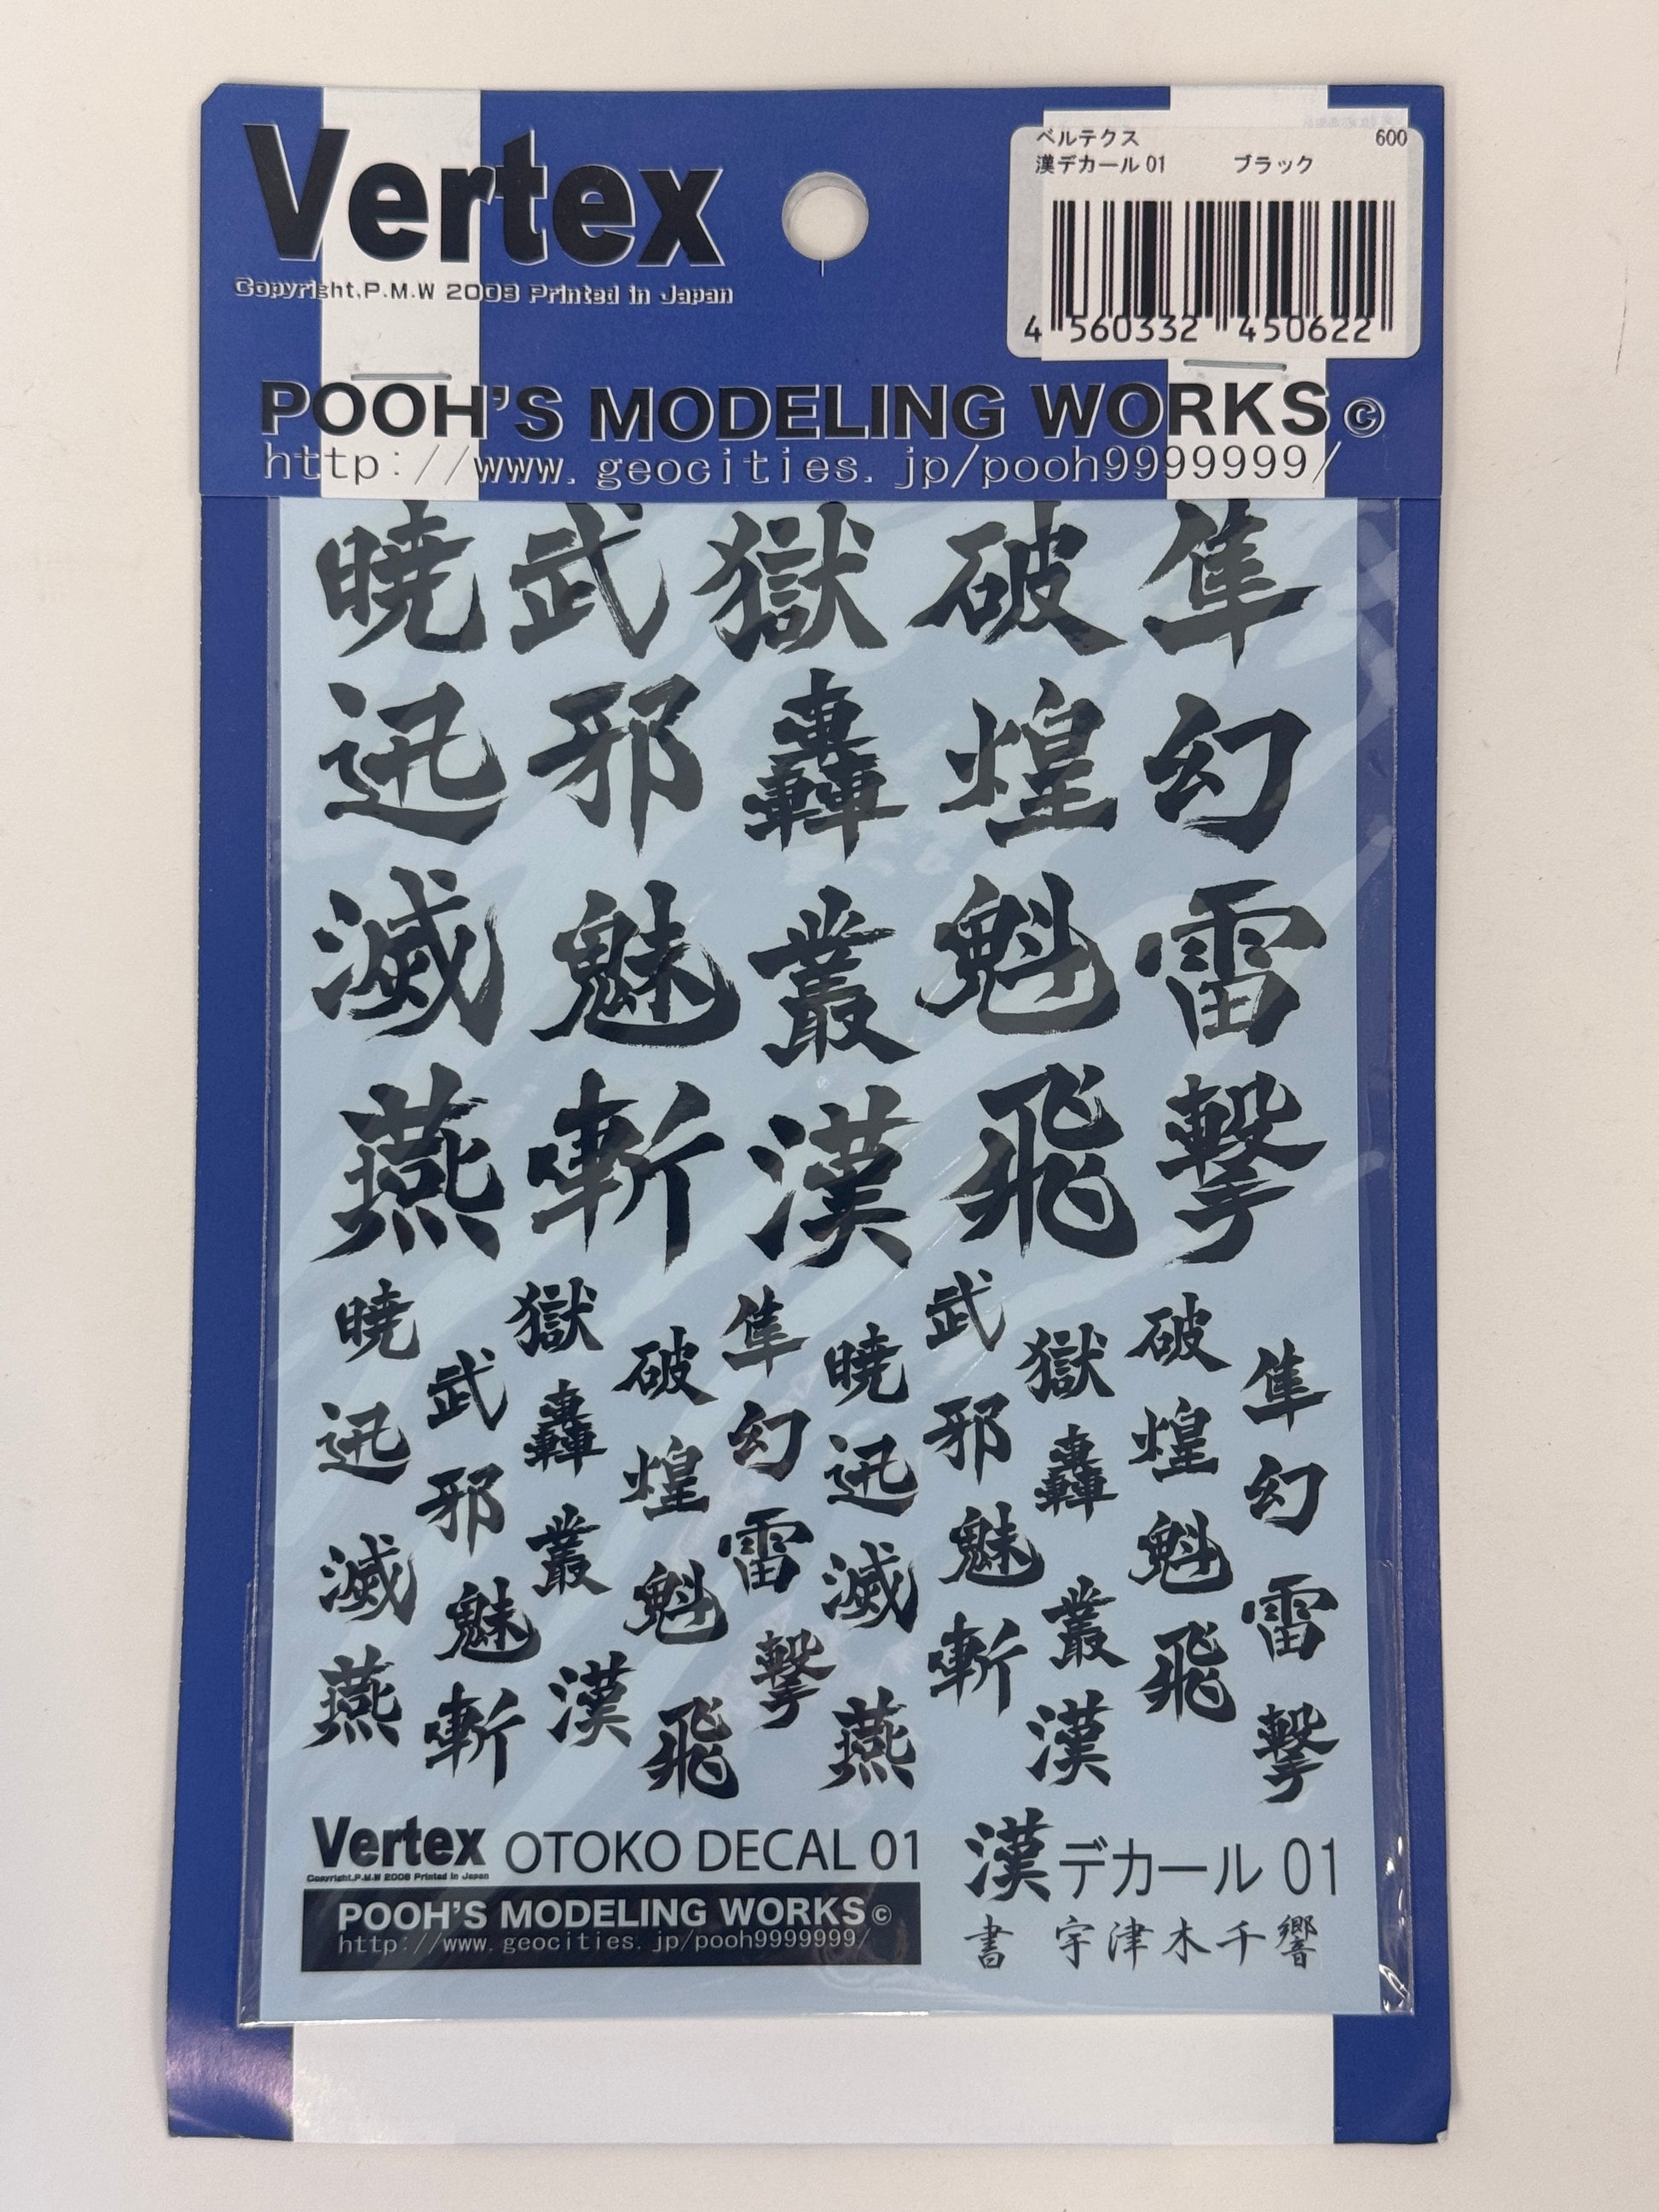 Vertex
Copyright.P.M.W 2008 Printed in Japan
ベルテクス 600
漢デカール 01 ブラック
4 560332 450622
POOH'S MODELING WORKS©
http://www.geocities.jp/pooh9999999/
暁 武 獄 破 隼
迅 邪 轟 煌 幻
滅 魅 叢 魁 雷
燕 斬 漢 飛 撃
暁 獄 隼 武 破
武 破 暁 獄 隼
迅 轟 幻 邪 煌
邪 煌 迅 轟 幻
滅 叢 雷 魅 魁
魅 魁 滅 叢 雷
燕 漢 撃 斬 飛
斬 飛 燕 漢 撃
Vertex OTOKO DECAL 01
Copyright.P.M.W 2008 Printed in Japan
POOH'S MODELING WORKS©
http://www.geocities.jp/pooh9999999/
漢デカール 01
書 宇津木千響